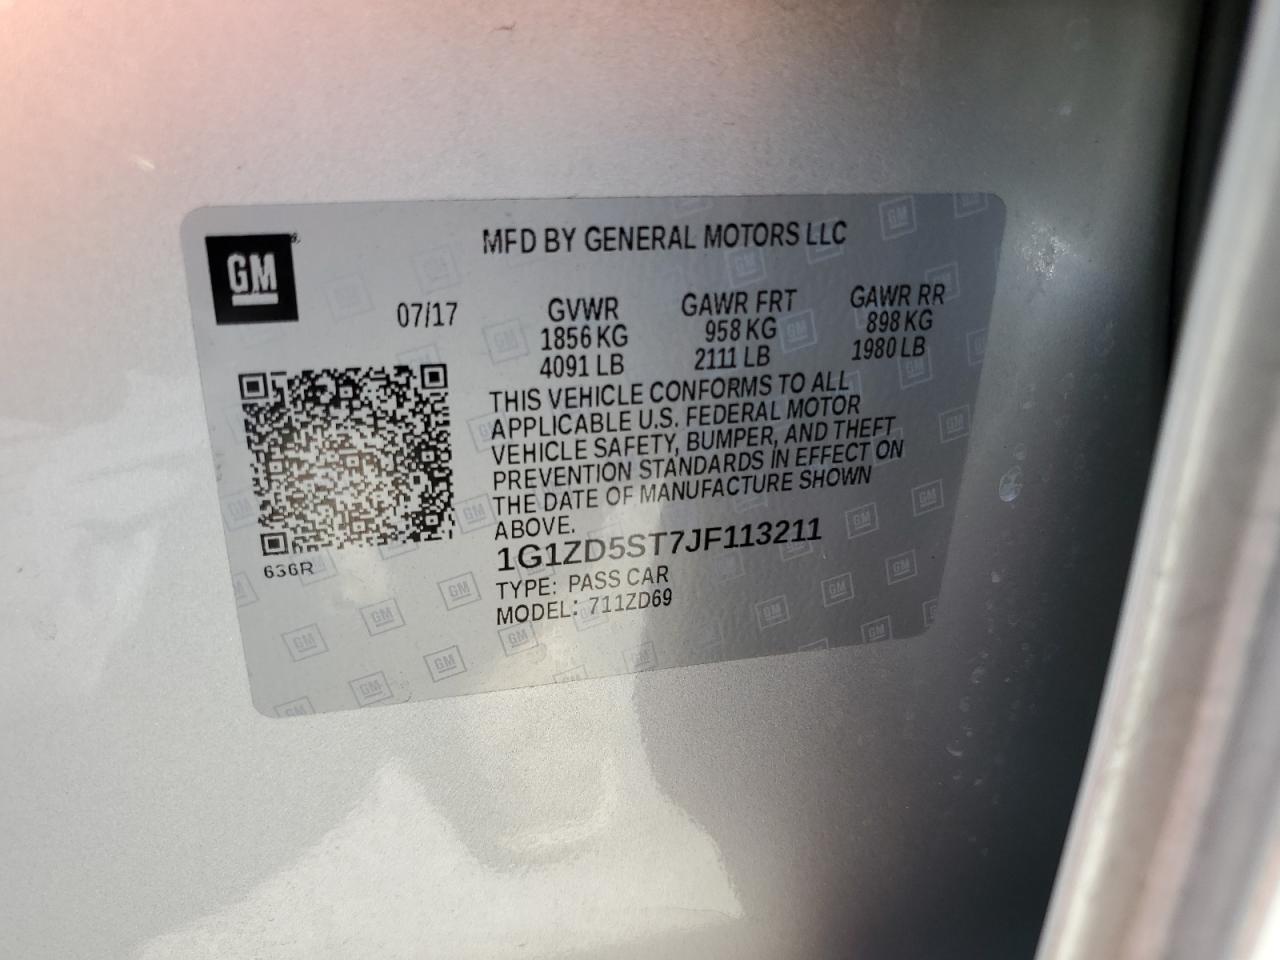 GM
MFD BY GENERAL MOTORS LLC
07/17
GVWR GAWR FRT GAWR RR
1856 KG 958 KG 898 KG
4091 LB 2111 LB 1980 LB
THIS VEHICLE CONFORMS TO ALL
APPLICABLE U.S. FEDERAL MOTOR
VEHICLE SAFETY, BUMPER, AND THEFT
PREVENTION STANDARDS IN EFFECT ON
THE DATE OF MANUFACTURE SHOWN
ABOVE.
1G1ZD5ST7JF113211
TYPE: PASS CAR
MODEL: 711ZD69
636R